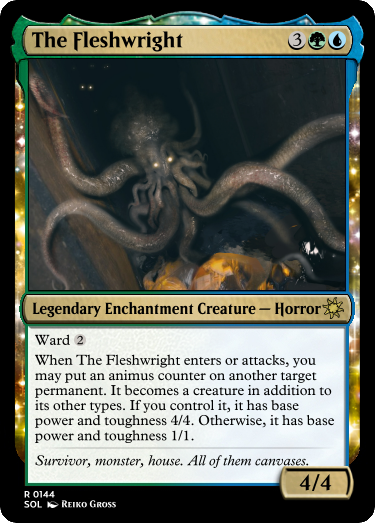 The Fleshwright 3
Legendary Enchantment Creature — Horror
Ward 2
When The Fleshwright enters or attacks, you
may put an animus counter on another target
permanent. It becomes a creature in addition to
its other types. If you control it, it has base
power and toughness 4/4. Otherwise, it has base
power and toughness 1/1.
Survivor, monster, house. All of them canvases.
4/4
R 0144
SOL Reiko Gross